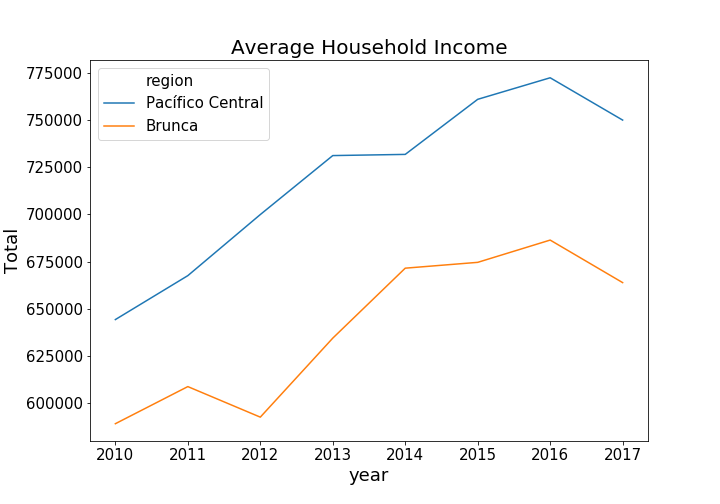 Average Household Income
region
Pacífico Central
Brunca
Total
775000
750000
725000
700000
675000
650000
625000
600000
2010 2011 2012 2013 2014 2015 2016 2017
year